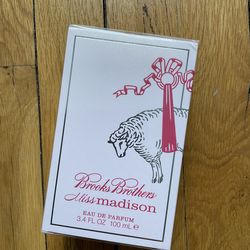 Brooks Brothers
Miss madison
EAU DE PARFUM
3.4 FL OZ 100 mL ℮